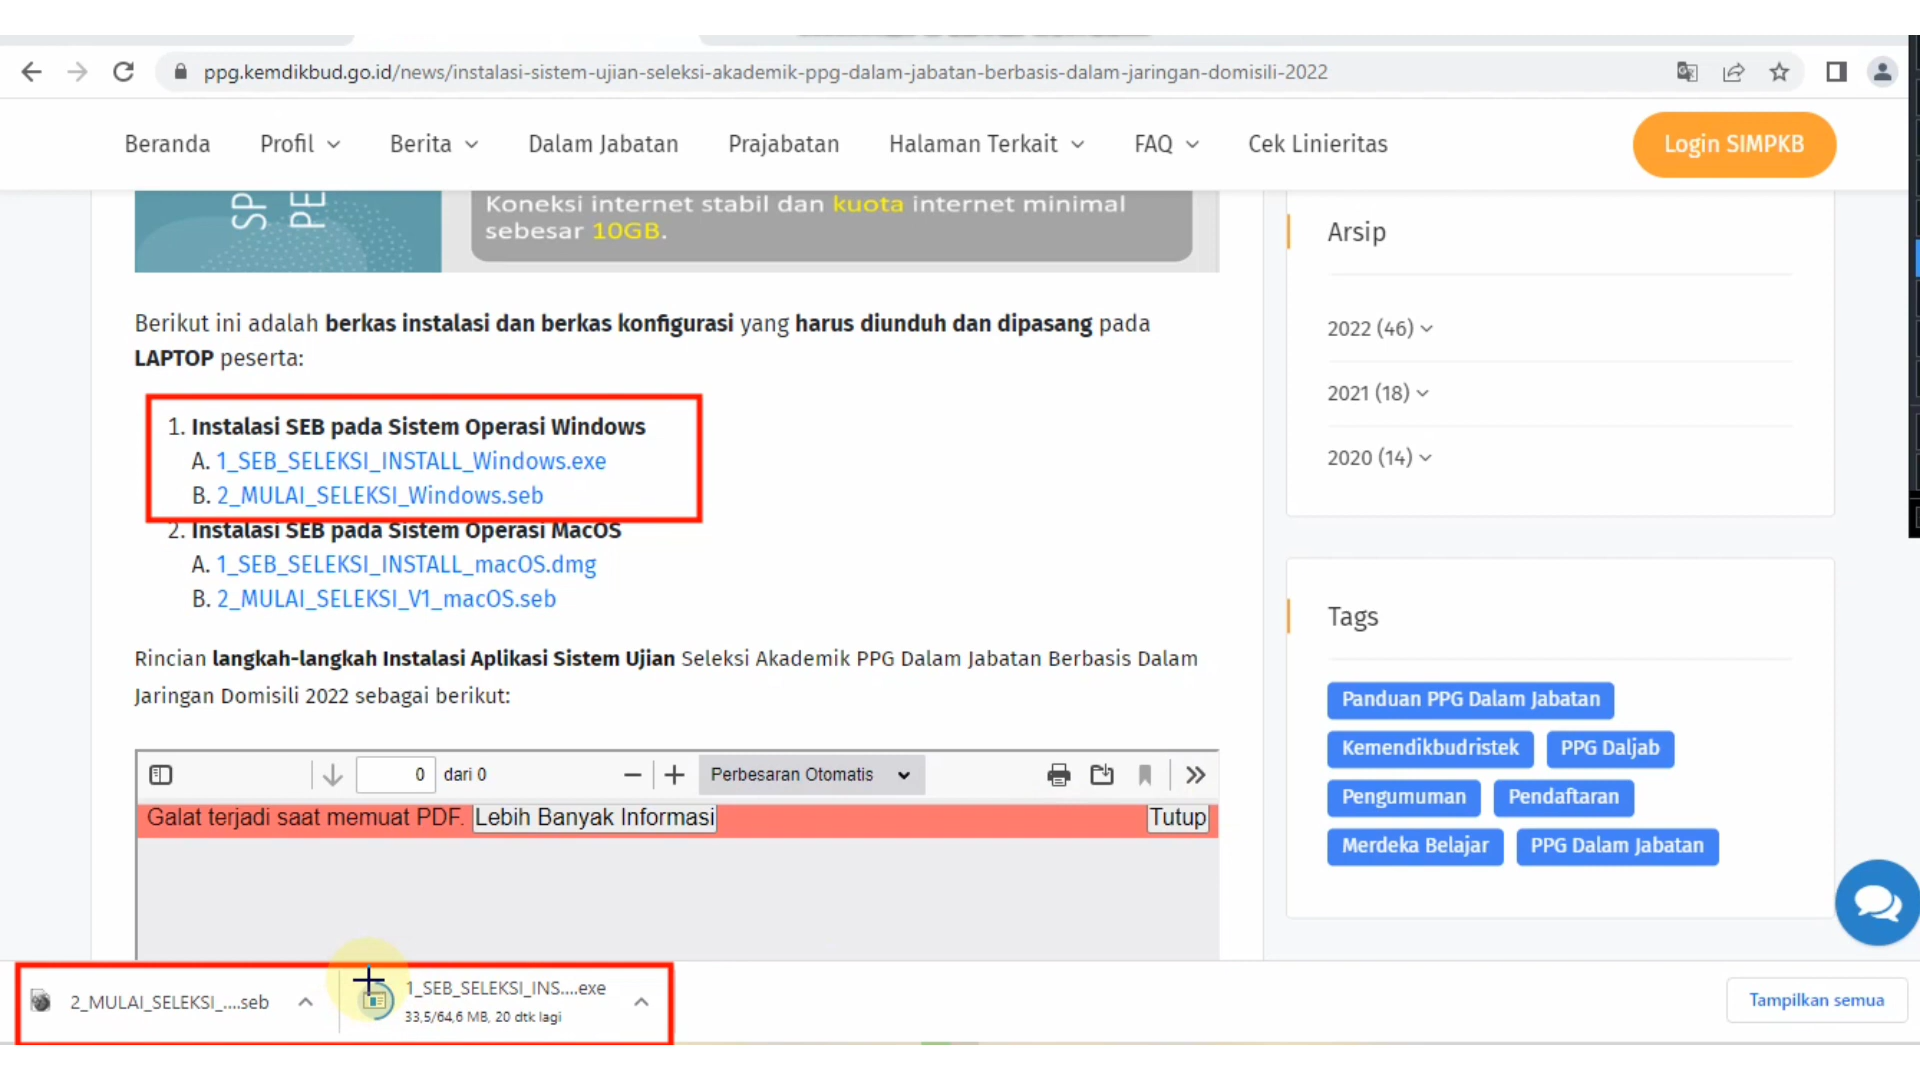 ppg.kemdikbud.go.id/news/instalasi-sistem-ujian-seleksi-akademik-ppg-dalam-jabatan-berbasis-dalam-jaringan-domisili-2022
Beranda Profil Berita Dalam Jabatan Prajabatan Halaman Terkait FAQ Cek Linieritas Login SIMPKB
SP
PE
Koneksi internet stabil dan kuota internet minimal
sebesar 10GB.
Berikut ini adalah berkas instalasi dan berkas konfigurasi yang harus diunduh dan dipasang pada
LAPTOP peserta:
1. Instalasi SEB pada Sistem Operasi Windows
A. 1_SEB_SELEKSI_INSTALL_Windows.exe
B. 2_MULAI_SELEKSI_Windows.seb
2. Instalasi SEB pada Sistem Operasi MacOS
A. 1_SEB_SELEKSI_INSTALL_macOS.dmg
B. 2_MULAI_SELEKSI_V1_macOS.seb
Rincian langkah-langkah Instalasi Aplikasi Sistem Ujian Seleksi Akademik PPG Dalam Jabatan Berbasis Dalam
Jaringan Domisili 2022 sebagai berikut:
0 dari 0 Perbesaran Otomatis
Galat terjadi saat memuat PDF. Lebih Banyak Informasi Tutup
Arsip
2022 (46)
2021 (18)
2020 (14)
Tags
Panduan PPG Dalam Jabatan
Kemendikbudristek PPG Daljab
Pengumuman Pendaftaran
Merdeka Belajar PPG Dalam Jabatan
2_MULAI_SELEKSI_....seb
1_SEB_SELEKSI_INS....exe
33,5/64,6 MB, 20 dtk lagi
Tampilkan semua